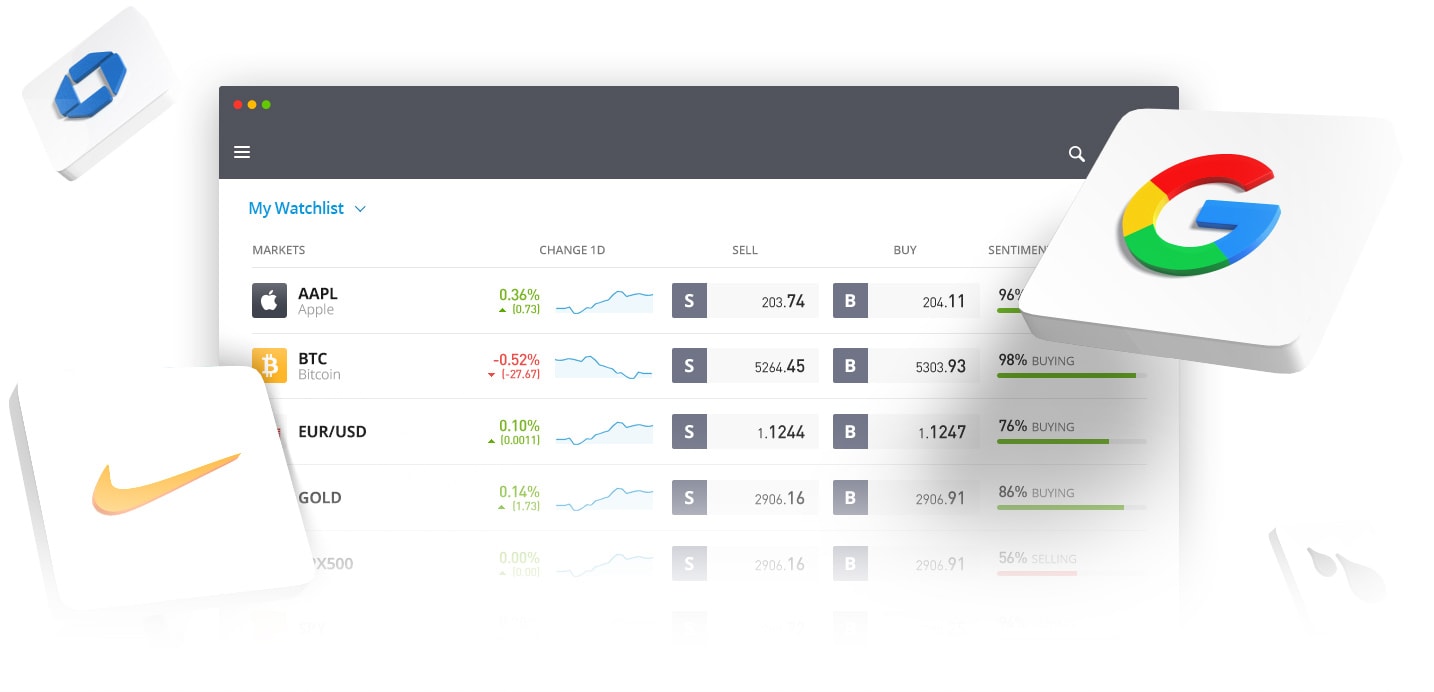 My Watchlist
MARKETS CHANGE 1D SELL BUY SENTIMEN
AAPL 0.36% S 203.74 B 204.11 96%
Apple (0.73)
BTC -0.52% S 5264.45 B 5303.93 98% BUYING
Bitcoin (-27.67)
EUR/USD 0.10% S 1.1244 B 1.1247 76% BUYING
(0.0011)
GOLD 0.14% S 2906.16 B 2906.91 86% BUYING
(1.73)
X500 0.00% S 2906.16 B 2906.91 56% SELLING
(0.00)
G